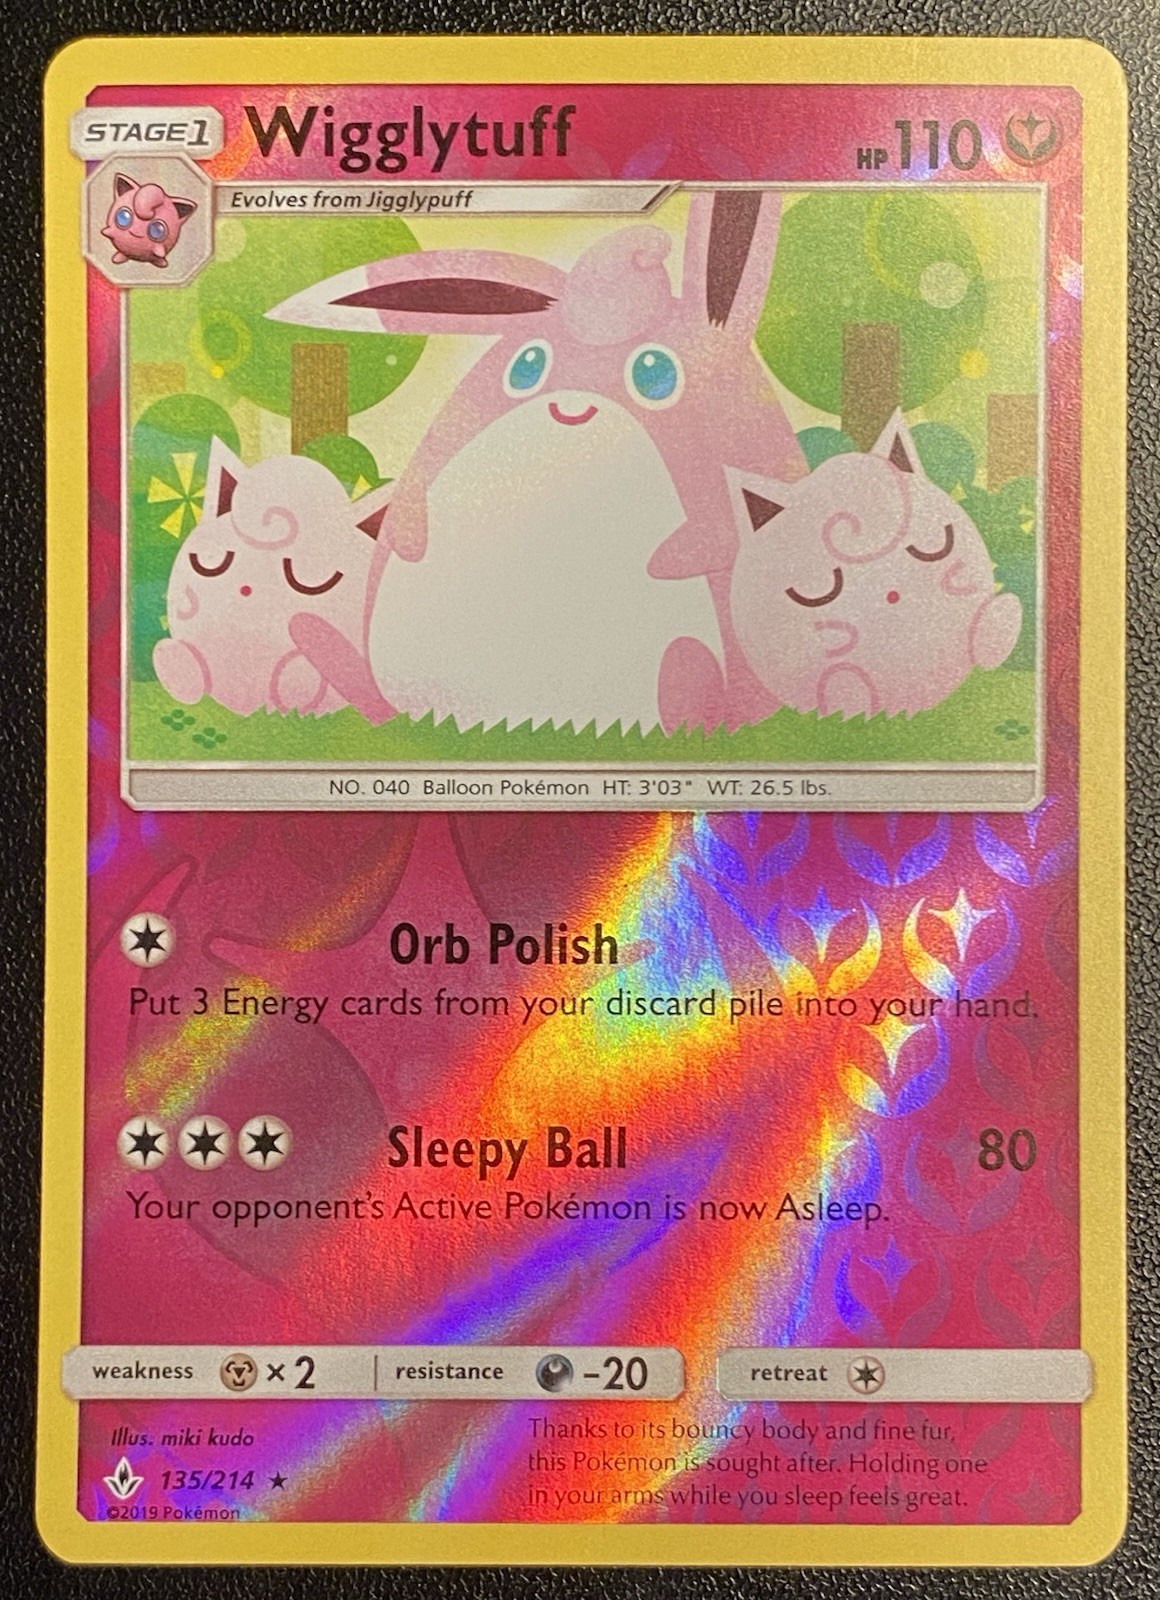 STAGE1 Wigglytuff HP110
Evolves from Jigglypuff
NO. 040 Balloon Pokémon HT: 3'03" WT: 26.5 lbs.
Orb Polish
Put 3 Energy cards from your discard pile into your hand.
Sleepy Ball 80
Your opponent's Active Pokémon is now Asleep.
weakness ×2 resistance -20 retreat
Illus. miki kudo
135/214 ★
©2019 Pokémon
Thanks to its bouncy body and fine fur,
this Pokémon is sought after. Holding one
in your arms while you sleep feels great.